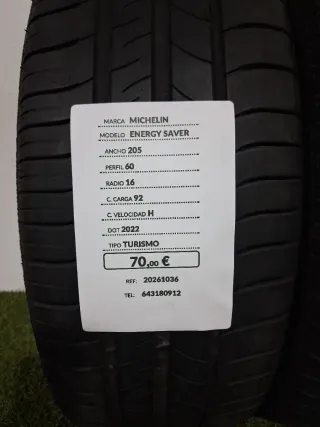 MARCA MICHELIN
MODELO ENERGY SAVER
ANCHO 205
PERFIL 60
RADIO 16
C. CARGA 92
C. VELOCIDAD H
DOT 2022
TIPO TURISMO
70,00 €
REF: 20261036
TEL: 643180912